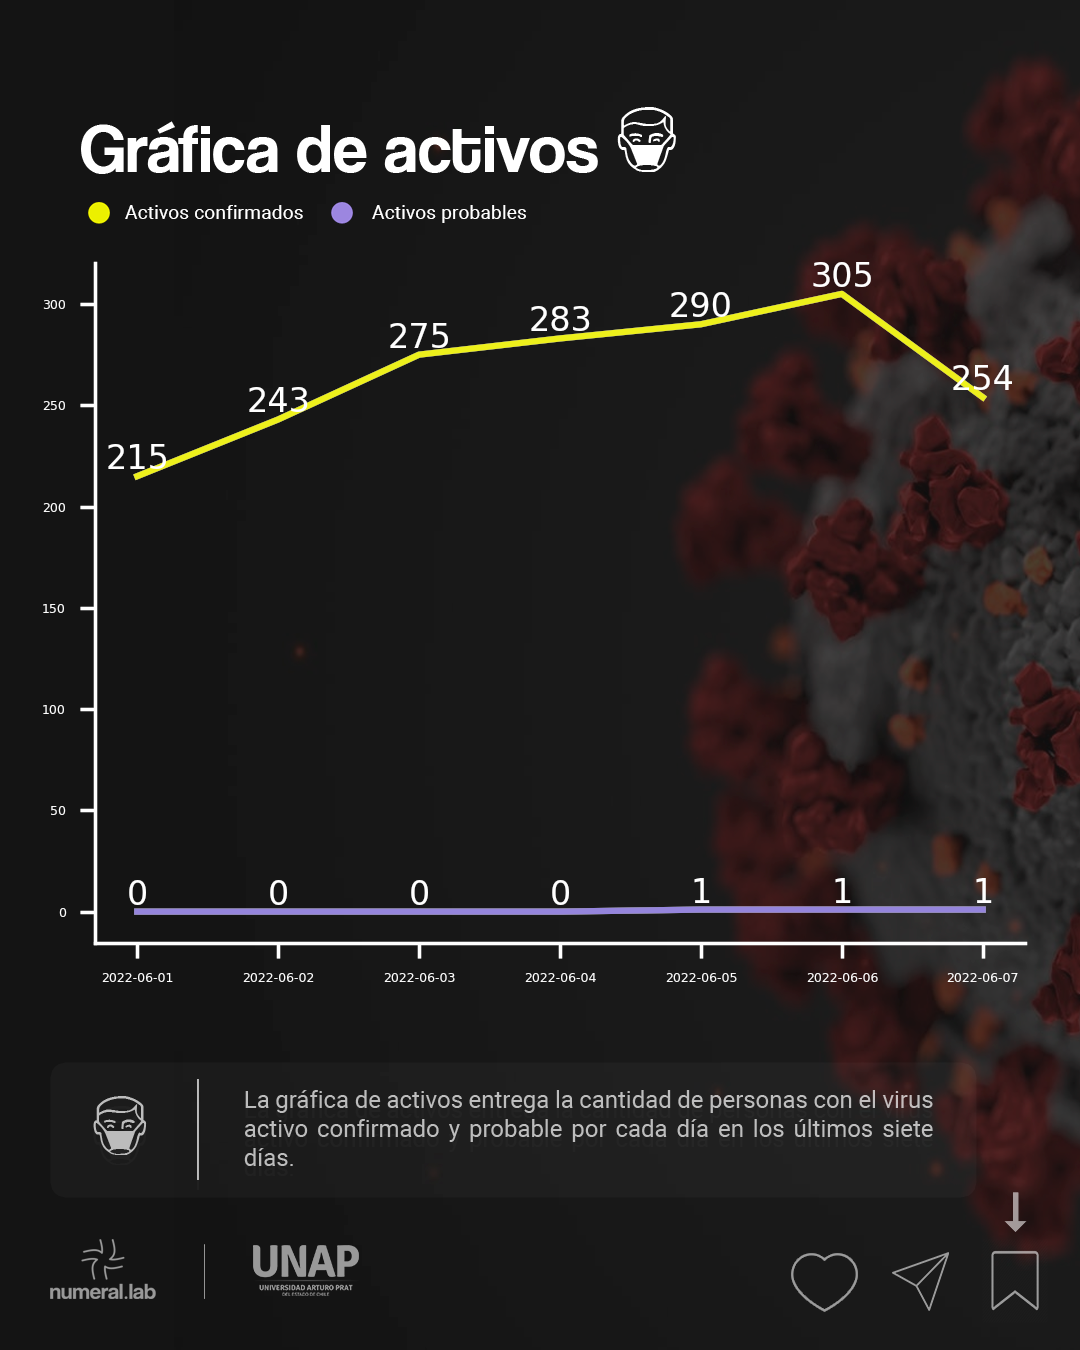 Gráfica de activos
Activos confirmados Activos probables
305
300
290
283
275
254
250
243
215
200
150
100
50
0 0 0 0 1 1 1
0
2022-06-01 2022-06-02 2022-06-03 2022-06-04 2022-06-05 2022-06-06 2022-06-07
La gráfica de activos entrega la cantidad de personas con el virus
activo confirmado y probable por cada día en los últimos siete
días.
numeral.lab
UNAP
UNIVERSIDAD ARTURO PRAT
DEL ESTADO DE CHILE